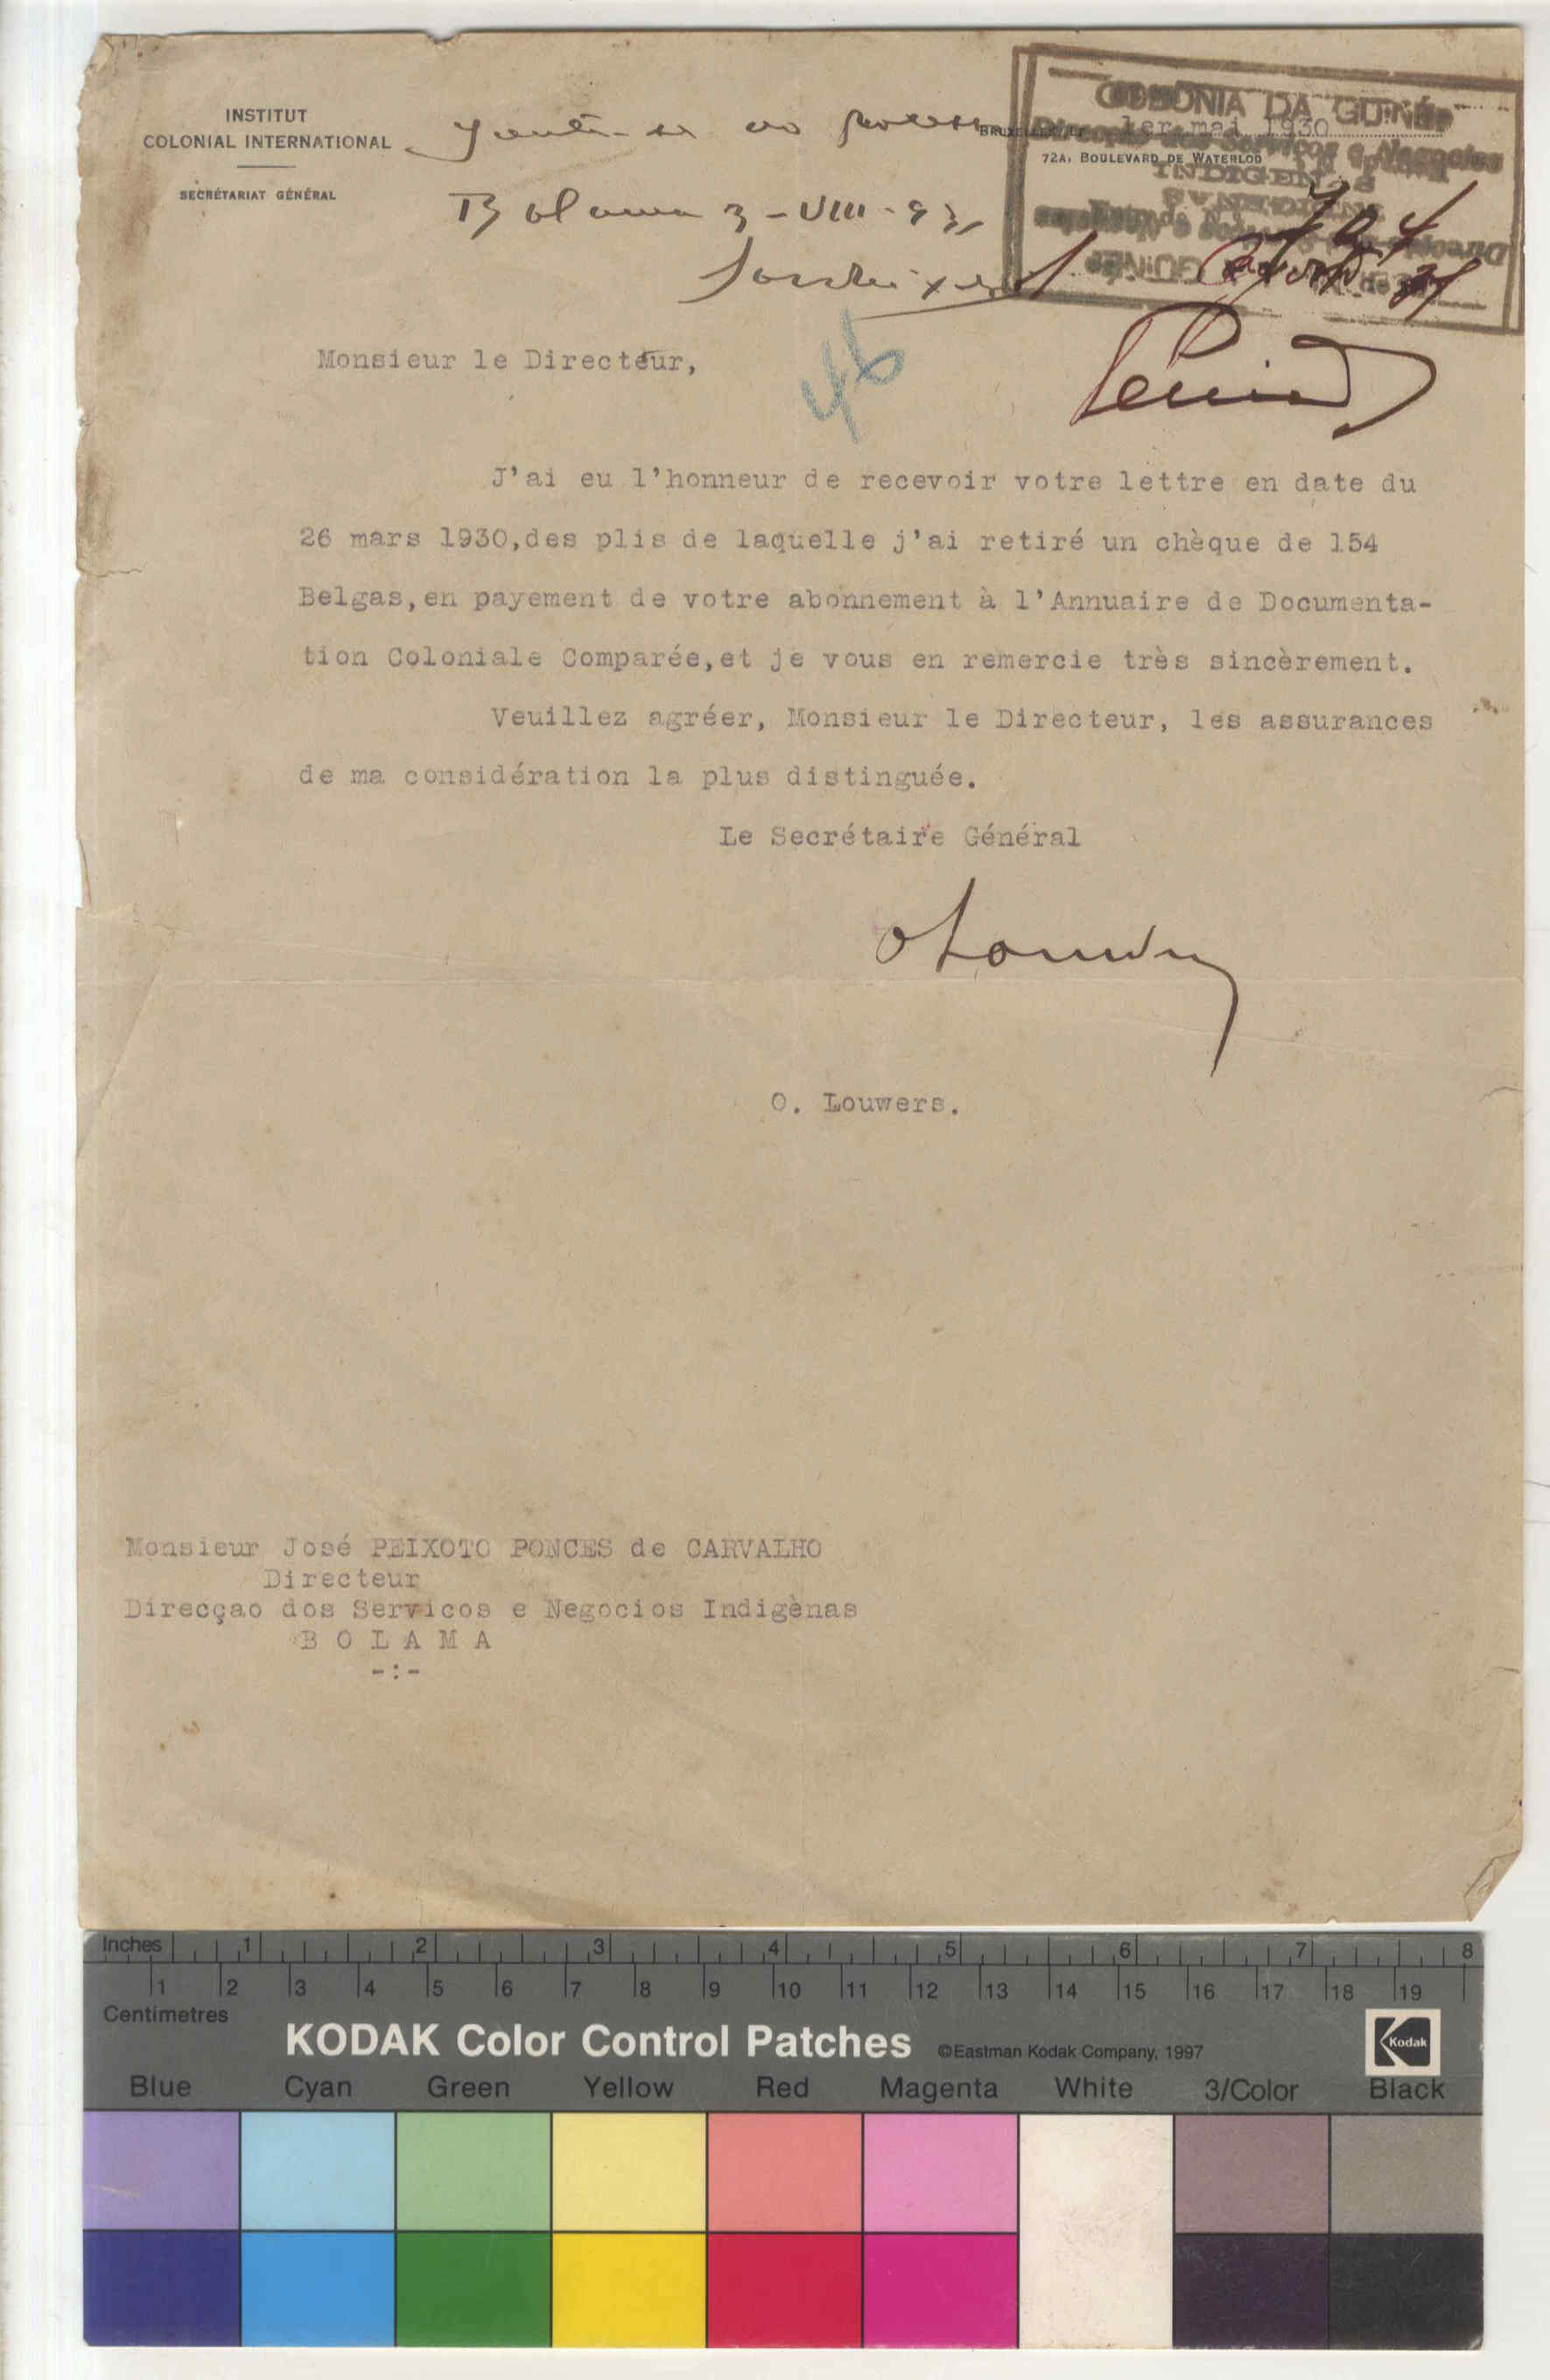 INSTITUT
COLONIAL INTERNATIONAL
SECRÉTARIAT GÉNÉRAL
1er mai 1930
72A, BOULEVARD DE WATERLOO
COLONIA DA GUINÉ
Bolama 3-VIII-93
46
Monsieur le Directeur,
J'ai eu l'honneur de recevoir votre lettre en date du
26 mars 1930,des plis de laquelle j'ai retiré un chèque de 154
Belgas,en payement de votre abonnement à l'Annuaire de Documenta-
tion Coloniale Comparée,et je vous en remercie très sincèrement.
Veuillez agréer, Monsieur le Directeur, les assurances
de ma considération la plus distinguée.
Le Secrétaire Général
O. Louwers.
Monsieur José PEIXOTO PONCES de CARVALHO
Directeur
Direcçao dos Servicos e Negocios Indigènas
B O L A M A
-:-
Inches 1 2 3 4 5 6 7 8
1 2 3 4 5 6 7 8 9 10 11 12 13 14 15 16 17 18 19
Centimetres
KODAK Color Control Patches ©Eastman Kodak Company, 1997 Kodak
Blue Cyan Green Yellow Red Magenta White 3/Color Black